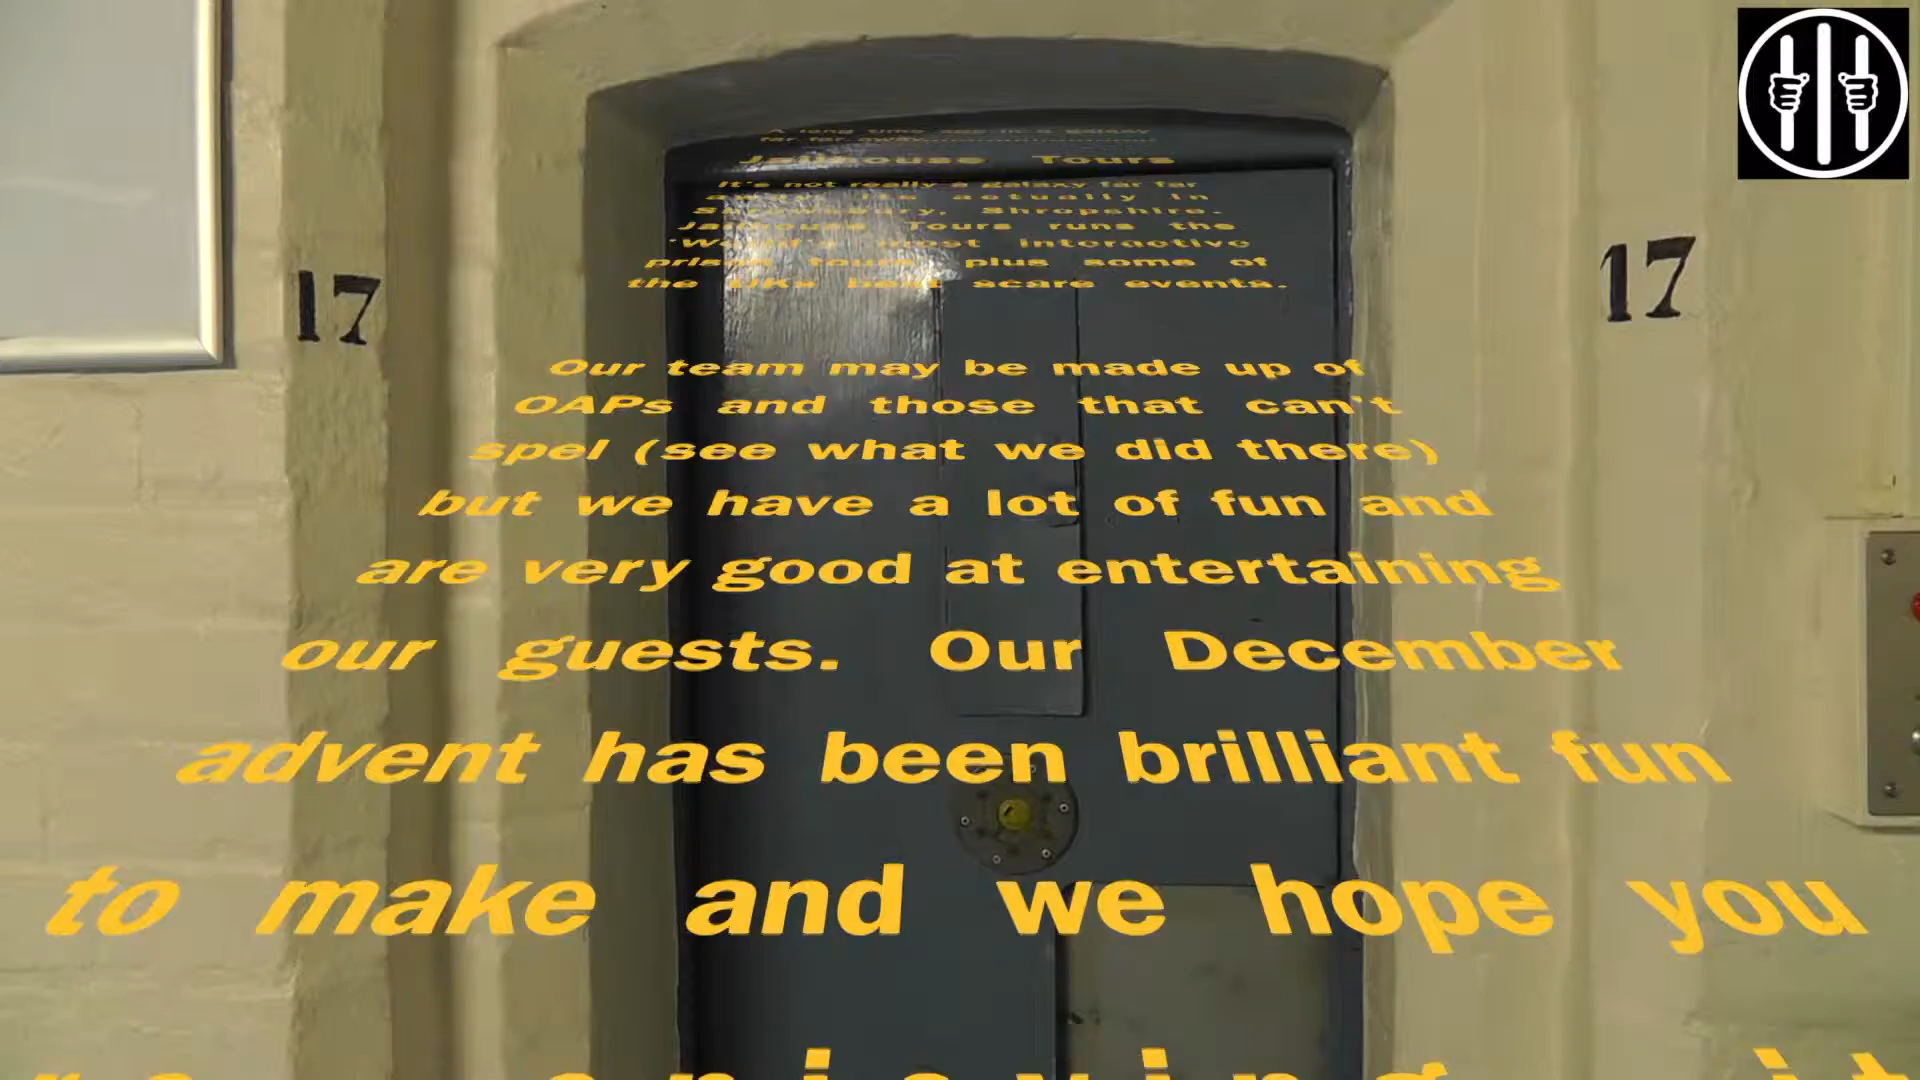 A long time ago in a galaxy
far far away
Jailhouse Tours
It's not really a galaxy far far
away, it's actually in
Shrewsbury, Shropshire.
Jailhouse Tours runs the
'World's most interactive
prison tours' plus some of
the UKs best scare events.
17
17
Our team may be made up of
OAPs and those that can't
spel (see what we did there)
but we have a lot of fun and
are very good at entertaining
our guests. Our December
advent has been brilliant fun
to make and we hope you